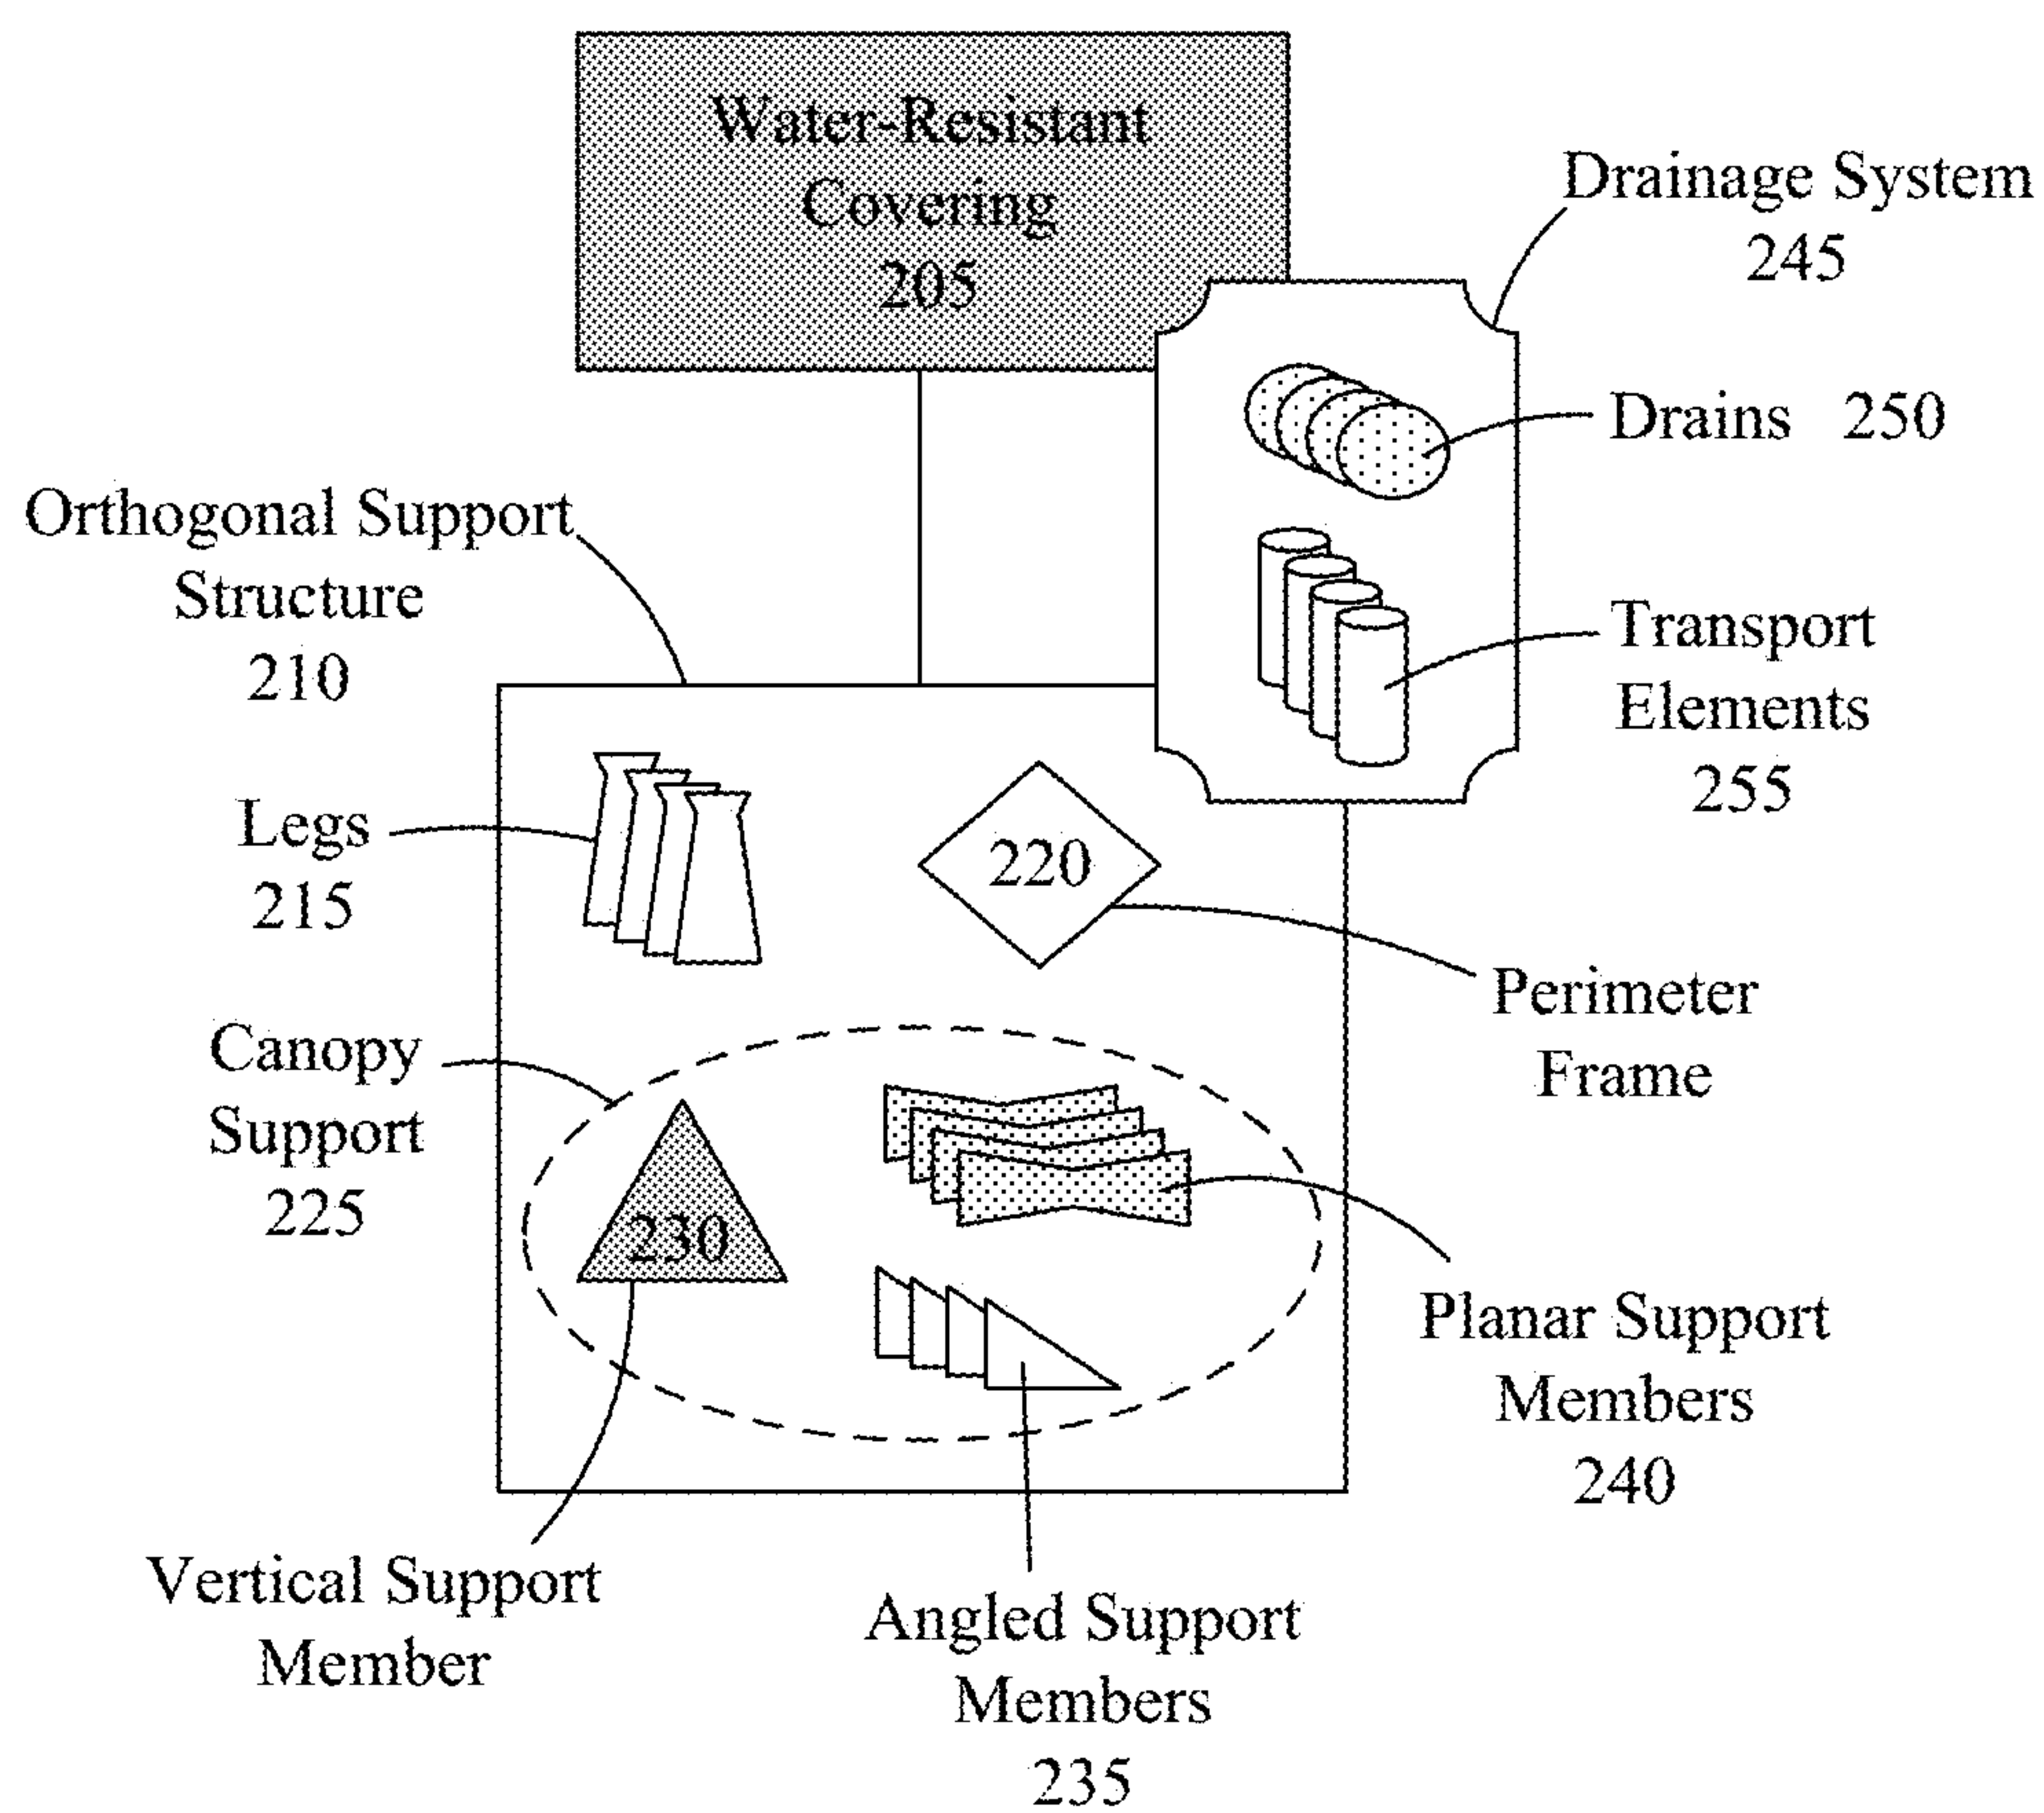 Water-Resistant
Covering
205
Drainage System
245
Drains 250
Orthogonal Support
Structure
210
Transport
Elements
255
Legs
215
220
Perimeter
Frame
Canopy
Support
225
230
Planar Support
Members
240
Vertical Support
Member
Angled Support
Members
235